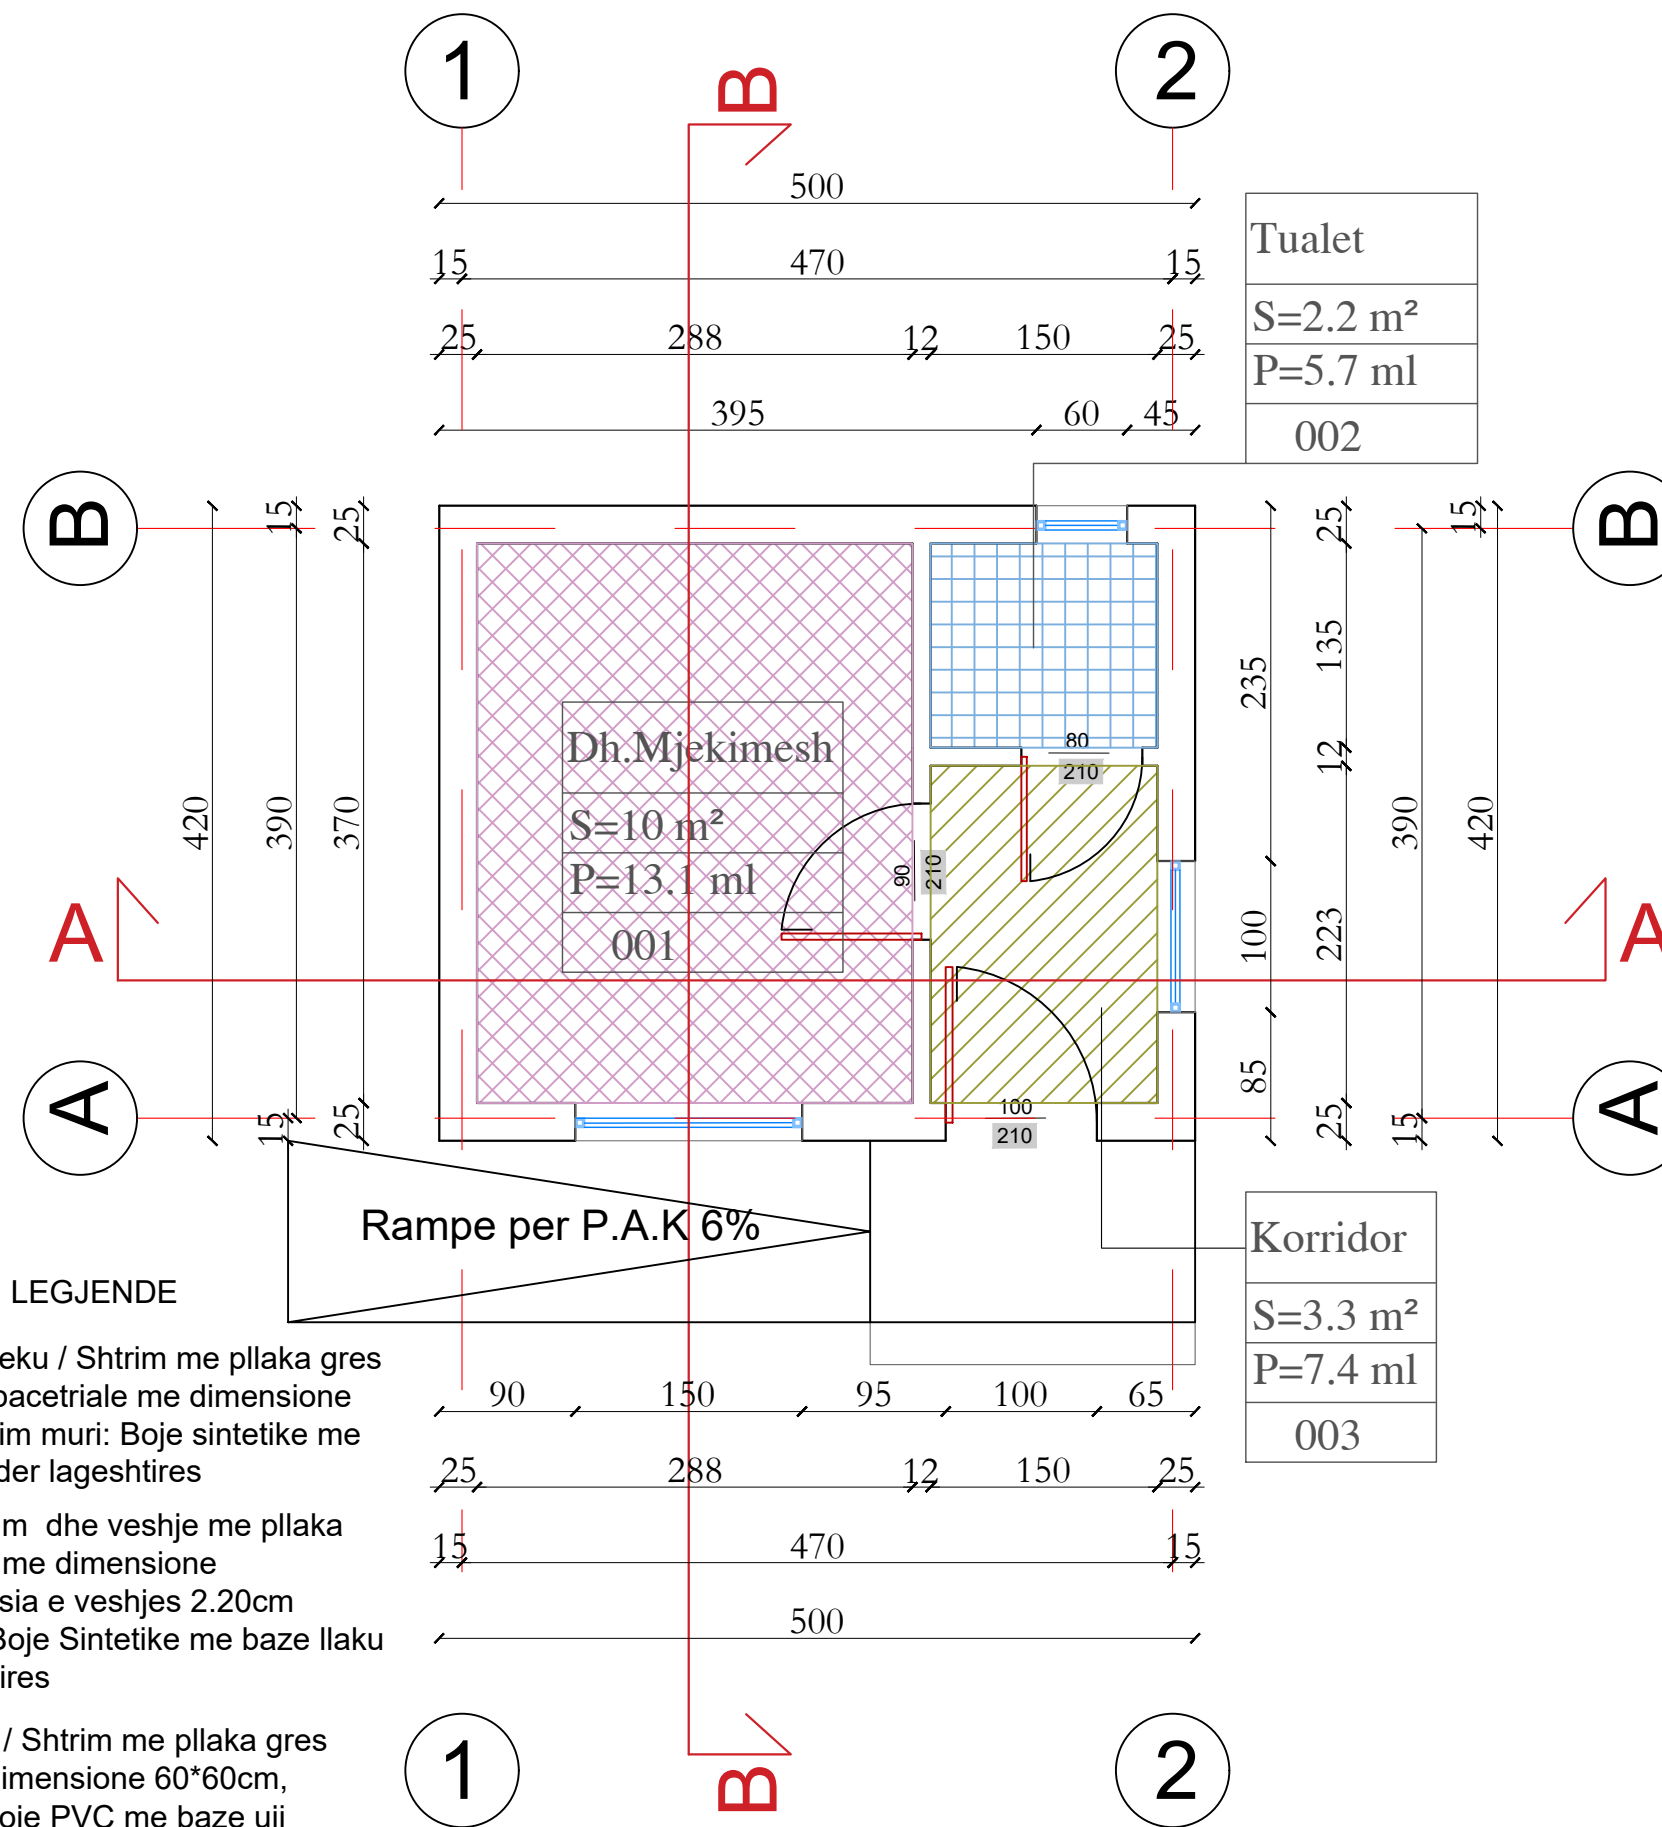 1
2
B
500
15
470
15
25
288
12
150
25
395
60
45
Tualet
S=2.2 m²
P=5.7 ml
002
B
B
15
25
25
15
420
390
370
235
135
12
390
420
100
223
85
80
210
90
210
Dh.Mjekimesh
S=10 m²
P=13.1 ml
001
A
A
A
A
15
25
25
15
100
210
Rampe per P.A.K 6%
Korridor
S=3.3 m²
P=7.4 ml
003
LEGJENDE
eku / Shtrim me pllaka gres
bacetriale me dimensione
im muri: Boje sintetike me
der lageshtires
m dhe veshje me pllaka
me dimensione
sia e veshjes 2.20cm
Boje Sintetike me baze llaku
ires
/ Shtrim me pllaka gres
imensione 60*60cm,
oje PVC me baze uji
90
150
95
100
65
25
288
12
150
25
15
470
15
500
1
B
2